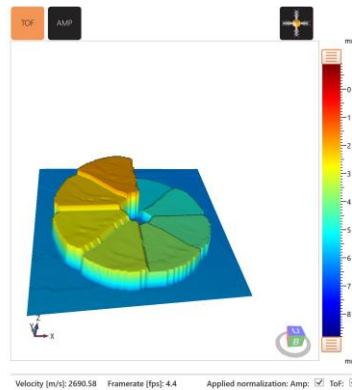 TOF AMP
m
-0
-1
-2
-3
-4
-5
-6
-7
-8
m
Z
Y
X
U
B
Velocity [m/s]: 2690.58 Framerate [fps]: 4.4 Applied normalization: Amp: ToF: